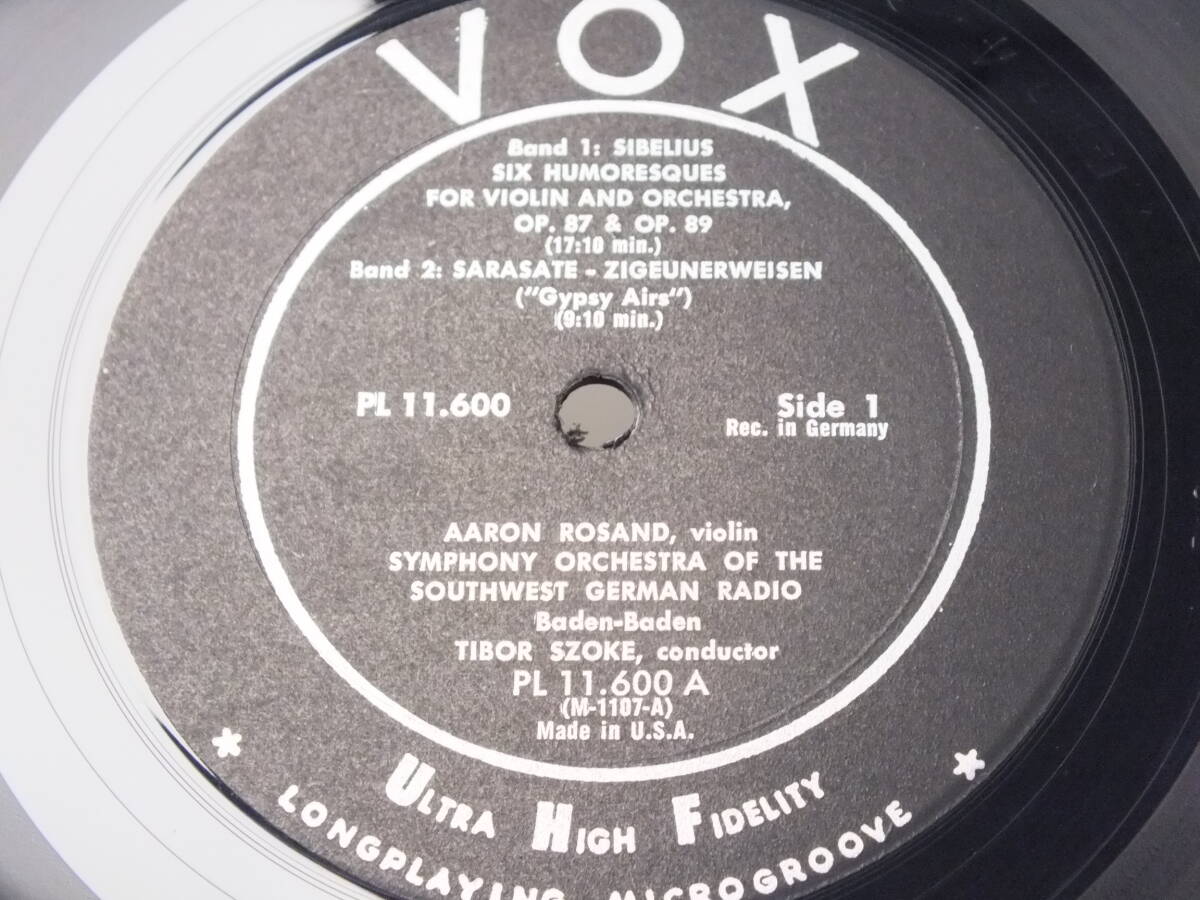 VOX
Band 1: SIBELIUS
SIX HUMORESQUES
FOR VIOLIN AND ORCHESTRA,
OP. 87 & OP. 89
(17:10 min.)
Band 2: SARASATE - ZIGEUNERWEISEN
("Gypsy Airs")
(9:10 min.)
PL 11.600
Side 1
Rec. in Germany
AARON ROSAND, violin
SYMPHONY ORCHESTRA OF THE
SOUTHWEST GERMAN RADIO
Baden-Baden
TIBOR SZOKE, conductor
PL 11.600 A
(M-1107-A)
Made in U.S.A.
ULTRA HIGH FIDELITY
* LONGPLAYING MICROGROOVE *